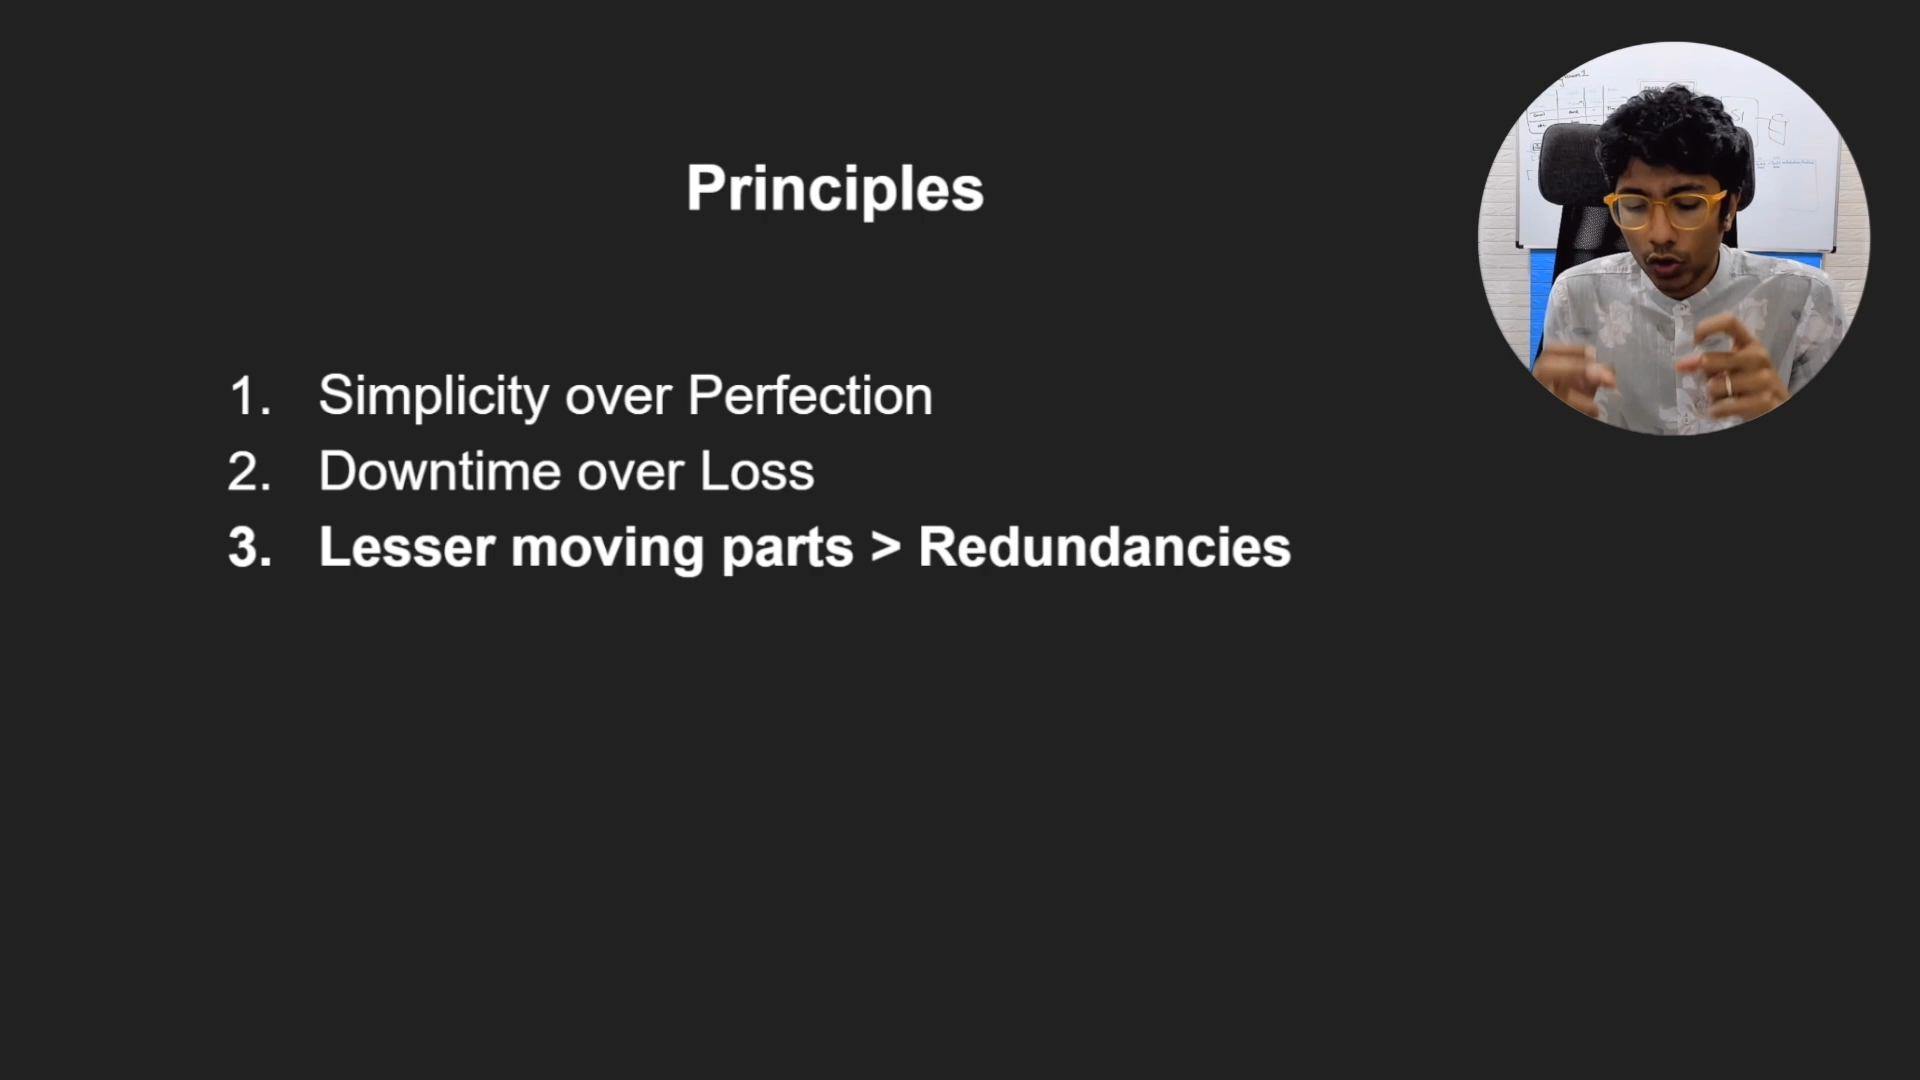 Principles
1. Simplicity over Perfection
2. Downtime over Loss
3. Lesser moving parts > Redundancies